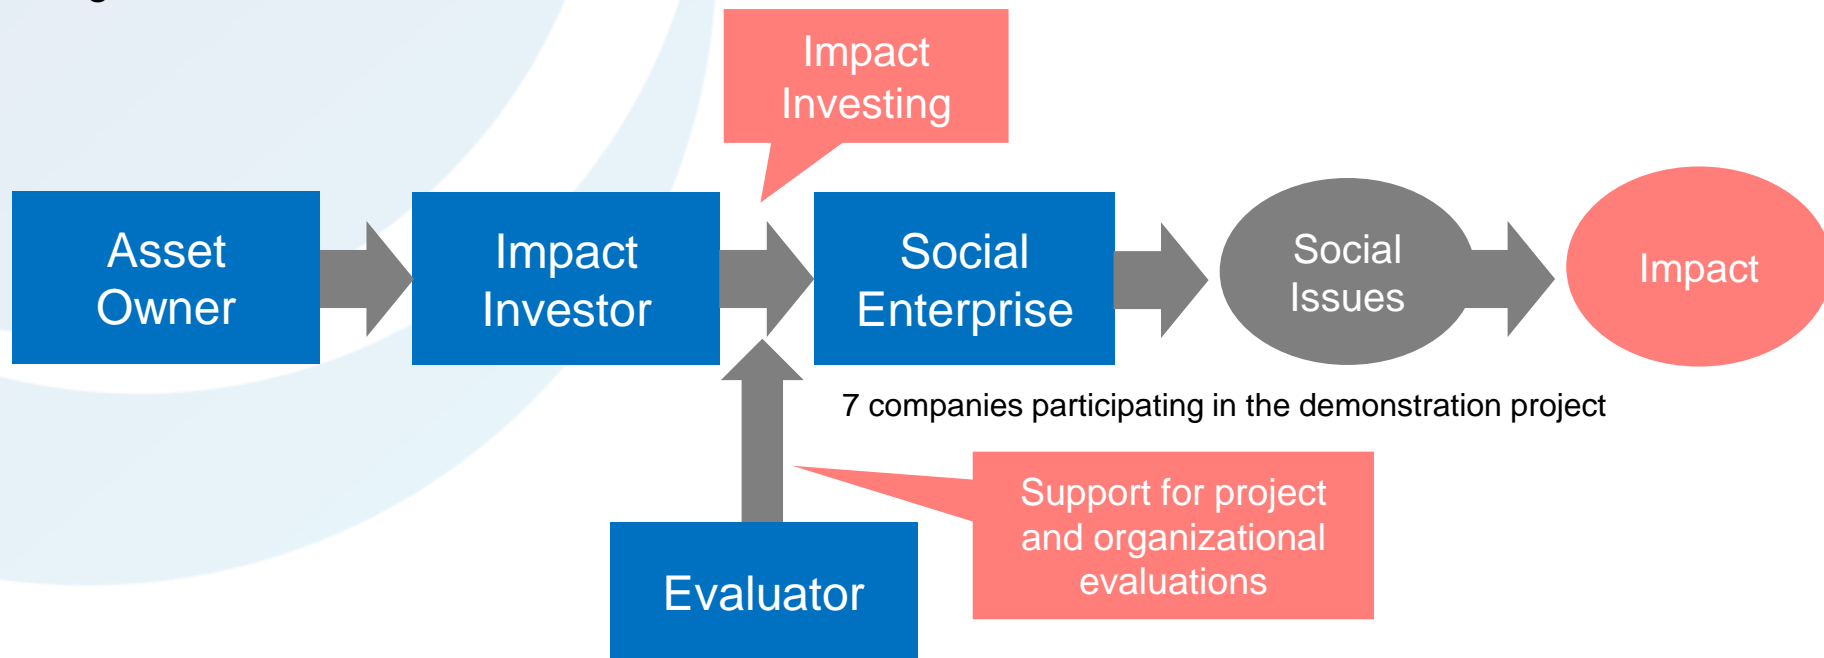 Impact
Investing
Asset
Owner
Impact
Investor
Social
Enterprise
Social
Issues
Impact
7 companies participating in the demonstration project
Support for project
and organizational
evaluations
Evaluator